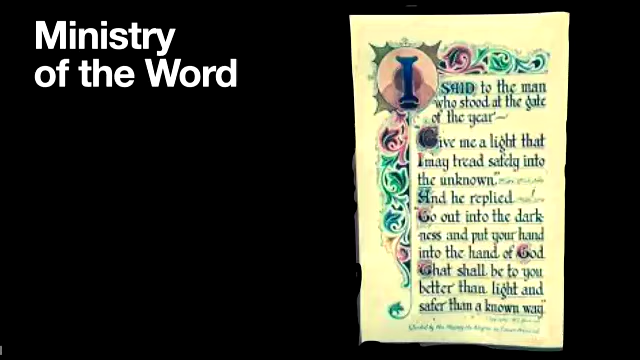 Ministry
of the Word
I SAID to the man
who stood at the gate
of the year~
"Give me a light that
I may tread safely into
the unknown."
And he replied
"Go out into the dark-
ness and put your hand
into the hand of God
That shall be to you
better than light and
safer than a known way."